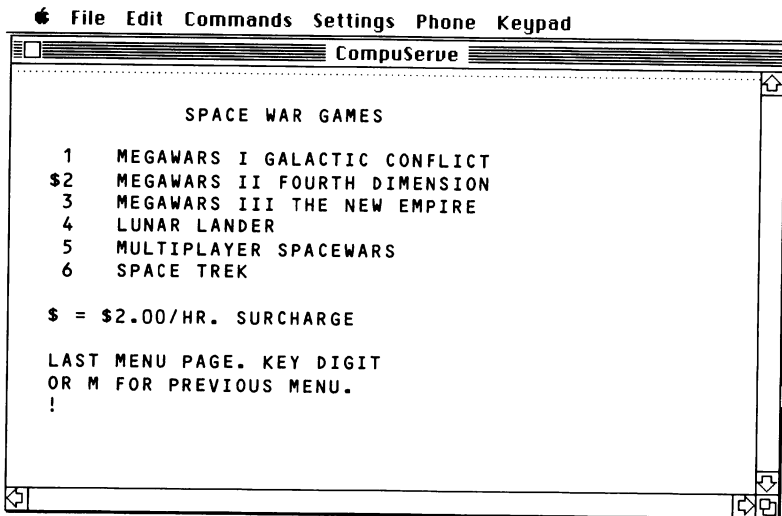 File Edit Commands Settings Phone Keypad
CompuServe
SPACE WAR GAMES
1 MEGAWARS I GALACTIC CONFLICT
$2 MEGAWARS II FOURTH DIMENSION
3 MEGAWARS III THE NEW EMPIRE
4 LUNAR LANDER
5 MULTIPLAYER SPACEWARS
6 SPACE TREK
$ = $2.00/HR. SURCHARGE
LAST MENU PAGE. KEY DIGIT
OR M FOR PREVIOUS MENU.
!